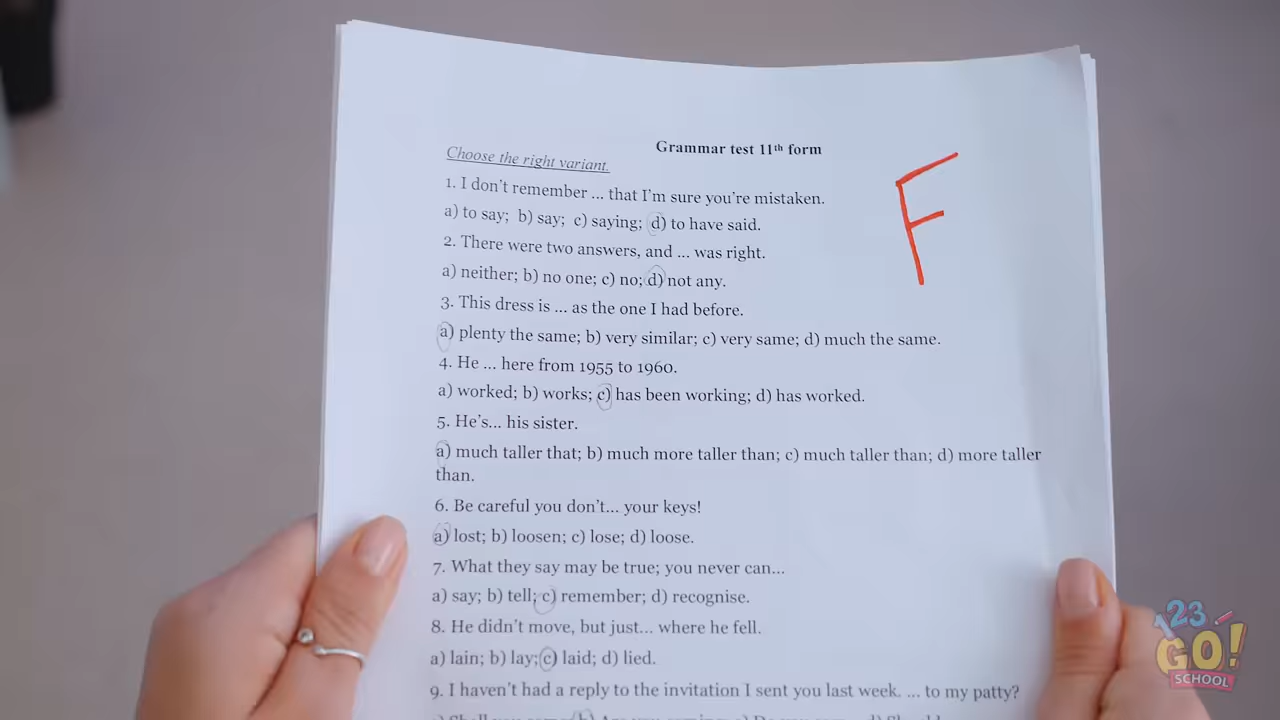 Grammar test 11th form
Choose the right variant.
F
1. I don't remember ... that I'm sure you're mistaken.
a) to say; b) say; c) saying; d) to have said.
2. There were two answers, and ... was right.
a) neither; b) no one; c) no; d) not any.
3. This dress is ... as the one I had before.
a) plenty the same; b) very similar; c) very same; d) much the same.
4. He ... here from 1955 to 1960.
a) worked; b) works; c) has been working; d) has worked.
5. He's... his sister.
a) much taller that; b) much more taller than; c) much taller than; d) more taller
than.
6. Be careful you don't... your keys!
a) lost; b) loosen; c) lose; d) loose.
7. What they say may be true; you never can...
a) say; b) tell; c) remember; d) recognise.
8. He didn't move, but just... where he fell.
a) lain; b) lay; c) laid; d) lied.
9. I haven't had a reply to the invitation I sent you last week. ... to my patty?
123
GO!
SCHOOL